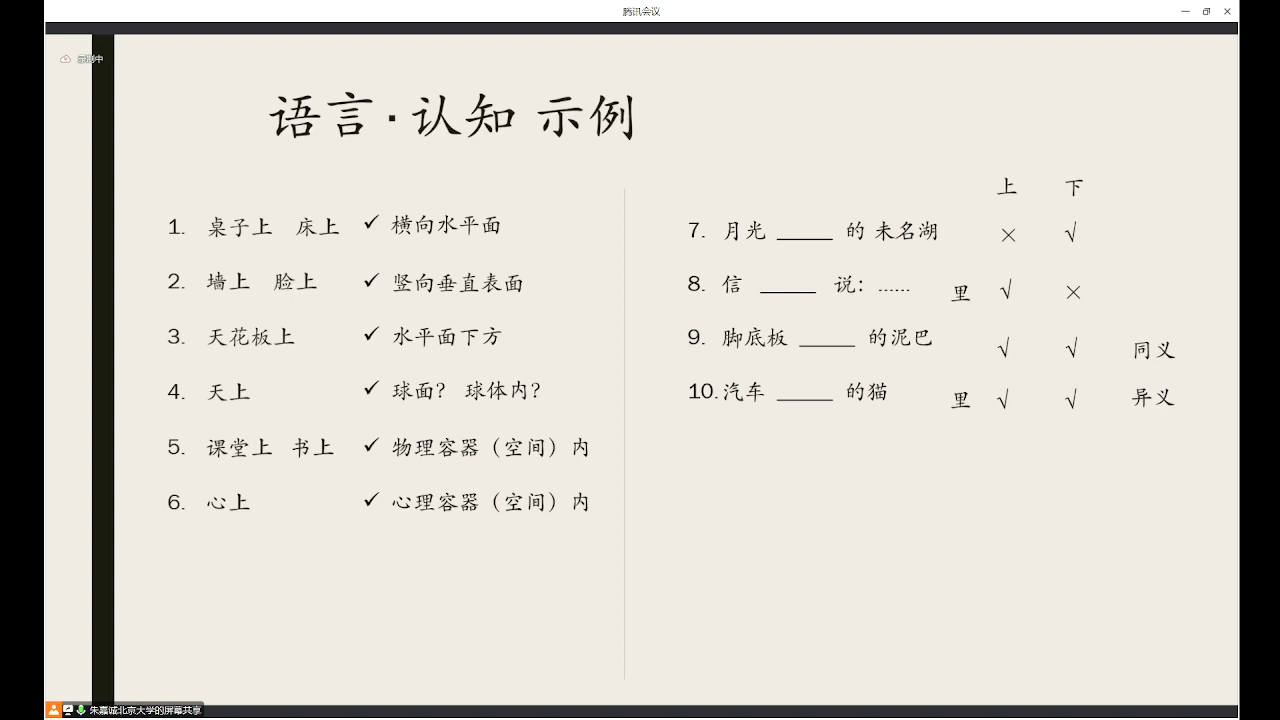 腾讯会议
录制中
语言·认知 示例
1. 桌子上 床上 ✓ 横向水平面
2. 墙上 脸上 ✓ 竖向垂直表面
3. 天花板上 ✓ 水平面下方
4. 天上 ✓ 球面? 球体内?
5. 课堂上 书上 ✓ 物理容器（空间）内
6. 心上 ✓ 心理容器（空间）内
上 下
7. 月光 _____ 的 未名湖 × √
8. 信 _____ 说：…… 里 √ ×
9. 脚底板 _____ 的泥巴 √ √ 同义
10. 汽车 _____ 的猫 里 √ √ 异义
朱嘉诚北京大学的屏幕共享